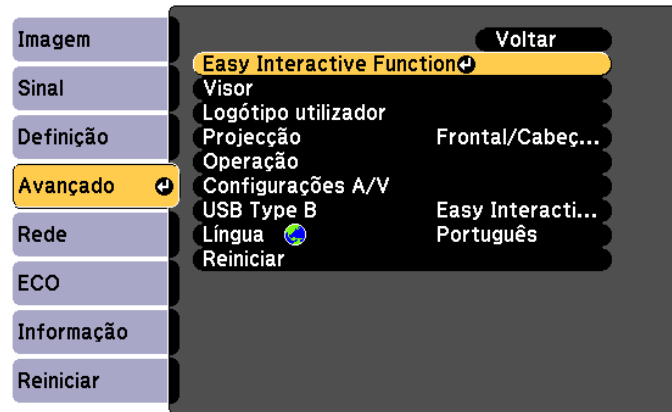 Imagem
Sinal
Definição
Avançado
Rede
ECO
Informação
Reiniciar
Voltar
Easy Interactive Function
Visor
Logótipo utilizador
Projecção Frontal/Cabeç...
Operação
Configurações A/V
USB Type B Easy Interacti...
Língua Português
Reiniciar